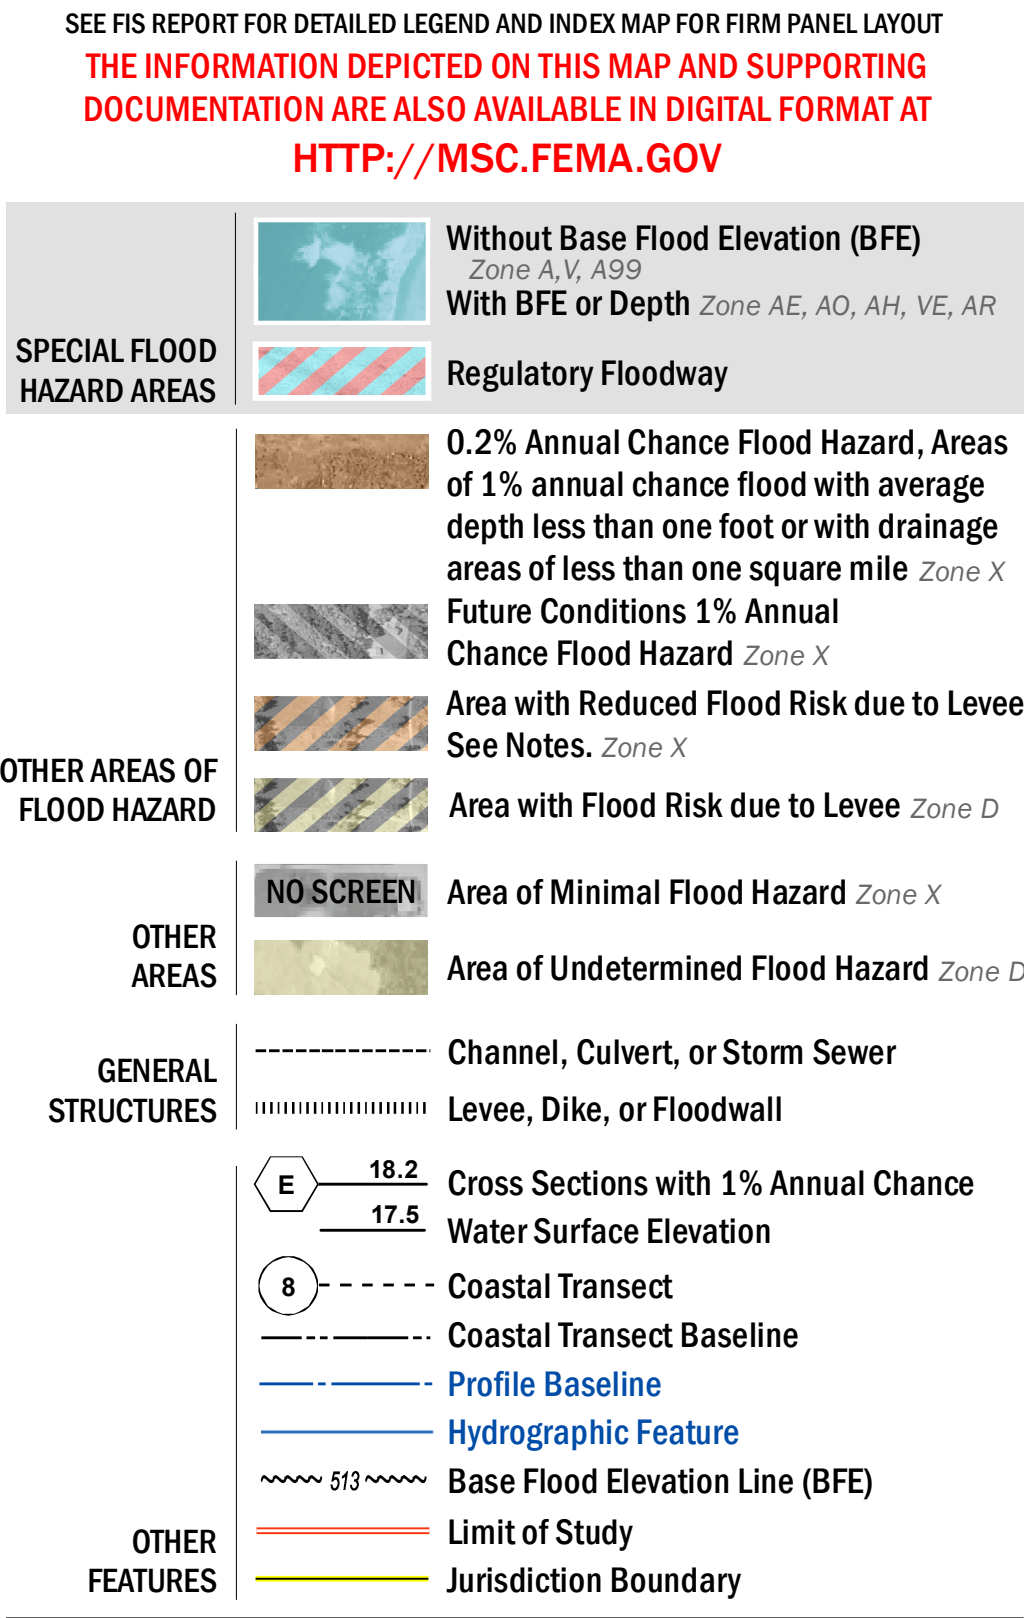 SEE FIS REPORT FOR DETAILED LEGEND AND INDEX MAP FOR FIRM PANEL LAYOUT
THE INFORMATION DEPICTED ON THIS MAP AND SUPPORTING
DOCUMENTATION ARE ALSO AVAILABLE IN DIGITAL FORMAT AT
HTTP://MSC.FEMA.GOV
SPECIAL FLOOD
HAZARD AREAS
Without Base Flood Elevation (BFE)
Zone A,V, A99
With BFE or Depth Zone AE, AO, AH, VE, AR
Regulatory Floodway
OTHER AREAS OF
FLOOD HAZARD
0.2% Annual Chance Flood Hazard, Areas
of 1% annual chance flood with average
depth less than one foot or with drainage
areas of less than one square mile Zone X
Future Conditions 1% Annual
Chance Flood Hazard Zone X
Area with Reduced Flood Risk due to Levee
See Notes. Zone X
Area with Flood Risk due to Levee Zone D
OTHER
AREAS
NO SCREEN Area of Minimal Flood Hazard Zone X
Area of Undetermined Flood Hazard Zone D
GENERAL
STRUCTURES
Channel, Culvert, or Storm Sewer
Levee, Dike, or Floodwall
OTHER
FEATURES
E 18.2 Cross Sections with 1% Annual Chance
17.5 Water Surface Elevation
8 Coastal Transect
Coastal Transect Baseline
Profile Baseline
Hydrographic Feature
513 Base Flood Elevation Line (BFE)
Limit of Study
Jurisdiction Boundary